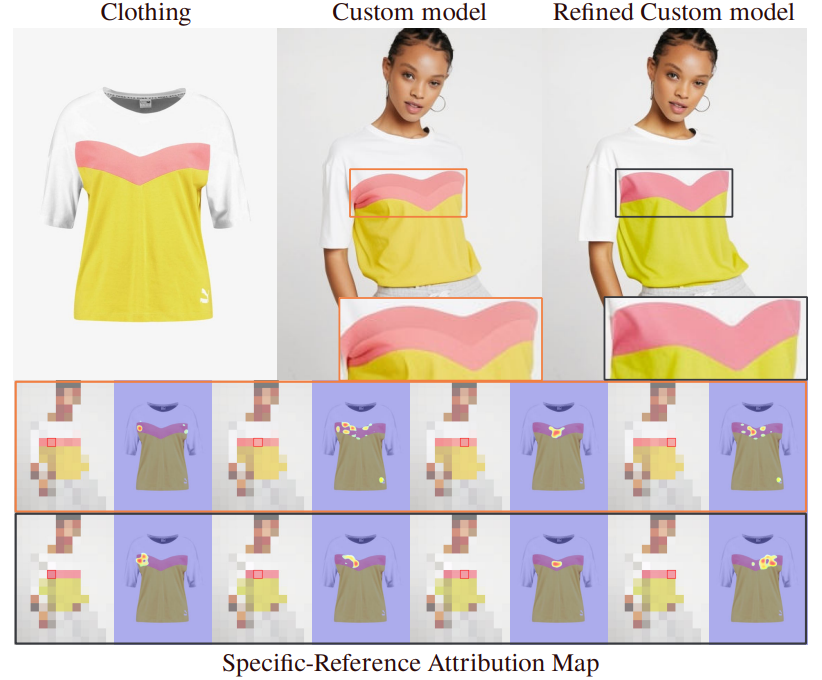 Clothing
Custom model
Refined Custom model
Specific-Reference Attribution Map